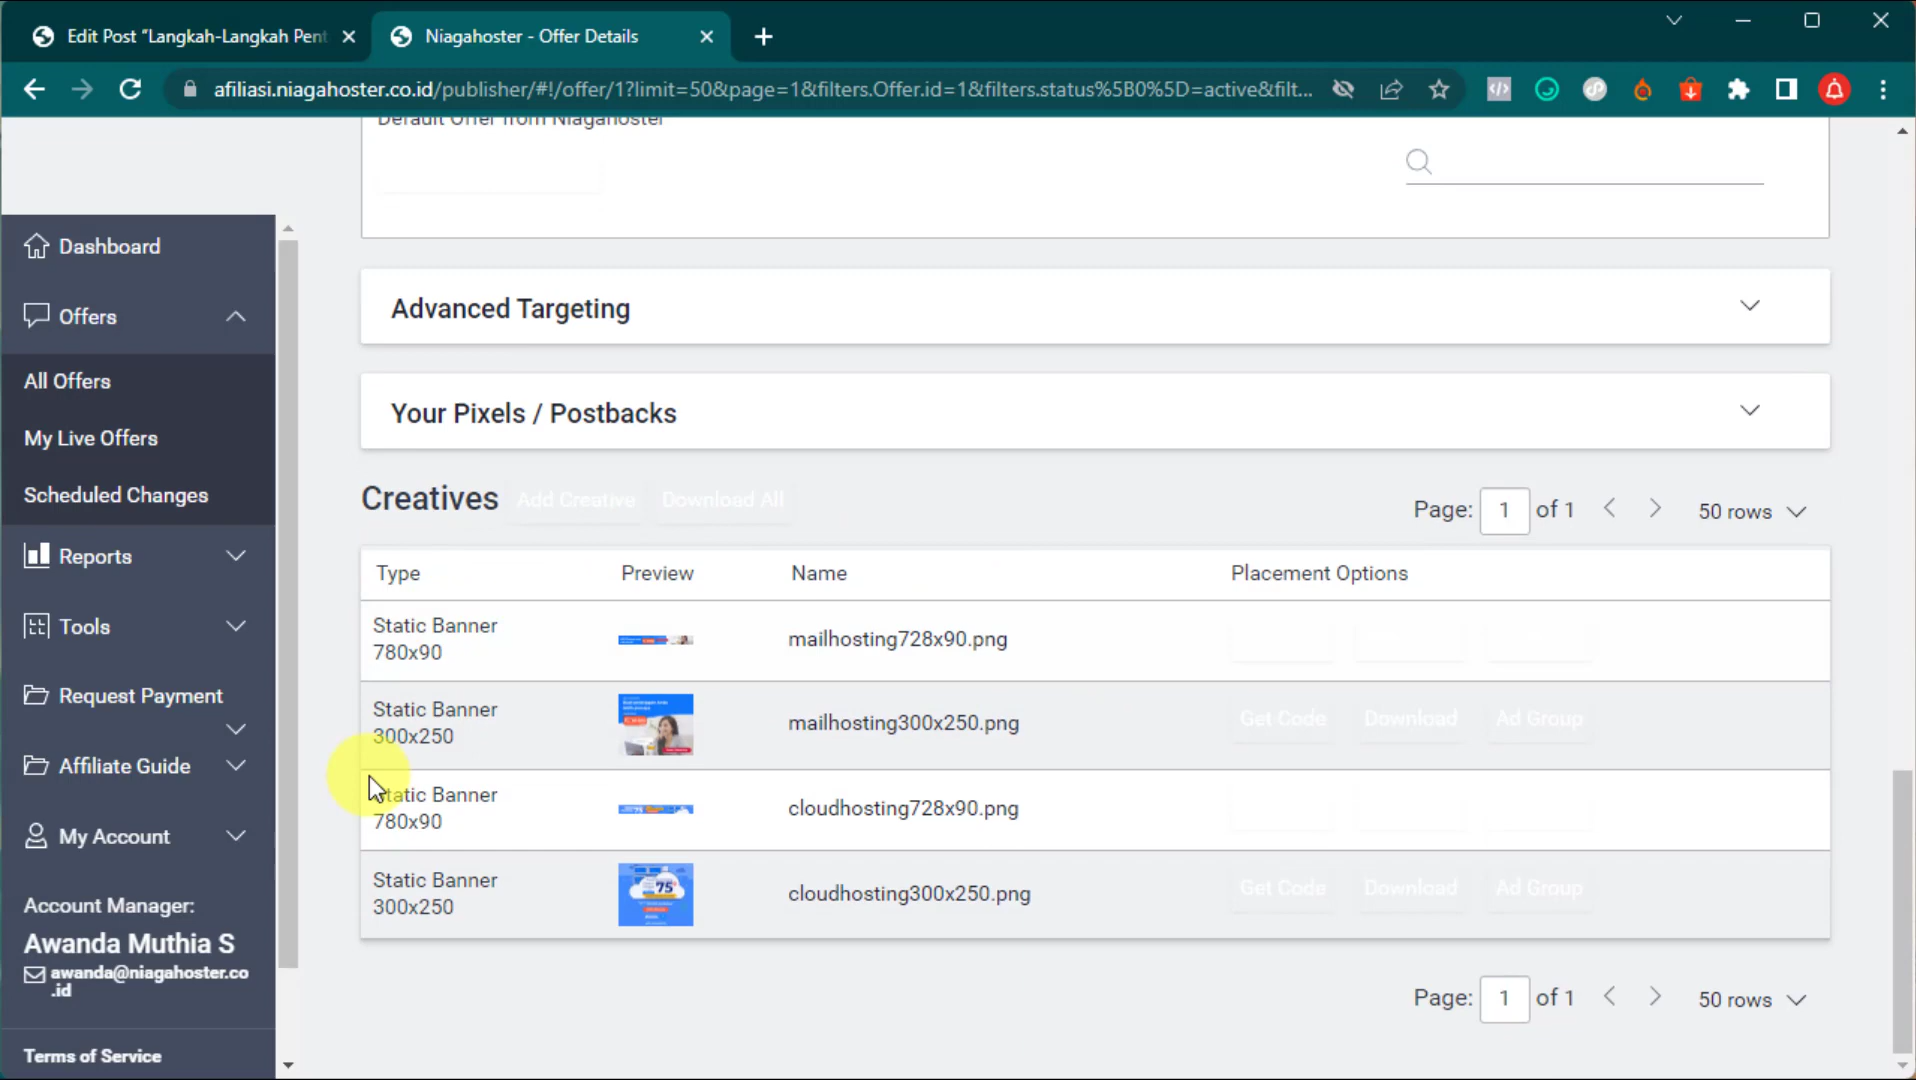 Edit Post “Langkah-Langkah Pent
Niagahoster - Offer Details
afiliasi.niagahoster.co.id/publisher/#!/offer/1?limit=50&page=1&filters.Offer.id=1&filters.status%5B0%5D=active&filt...
Default Offer from Niagahoster
Dashboard
Offers
All Offers
My Live Offers
Scheduled Changes
Reports
Tools
Request Payment
Affiliate Guide
My Account
Account Manager:
Awanda Muthia S
awanda@niagahoster.co
.id
Terms of Service
Advanced Targeting
Your Pixels / Postbacks
Creatives
Add Creative
Download All
Page: 1 of 1
50 rows
Type
Preview
Name
Placement Options
Static Banner
780x90
mailhosting728x90.png
Static Banner
300x250
mailhosting300x250.png
Get Code
Download
Ad Group
Static Banner
780x90
cloudhosting728x90.png
Static Banner
300x250
75
cloudhosting300x250.png
Get Code
Download
Ad Group
Page: 1 of 1
50 rows